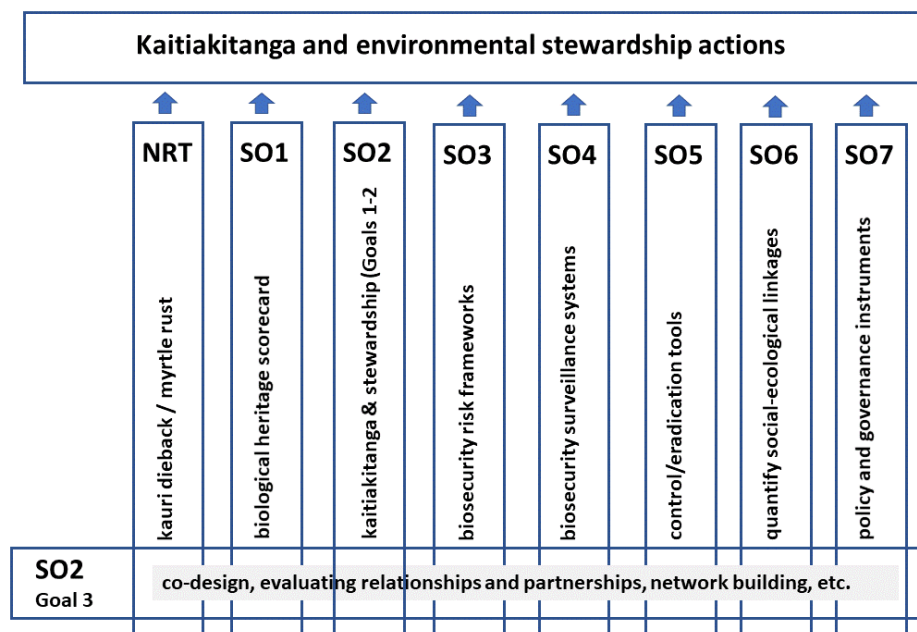 Kaitiakitanga and environmental stewardship actions
NRT
SO1
SO2
SO3
SO4
SO5
SO6
SO7
kauri dieback / myrtle rust
biological heritage scorecard
kaitiakitanga & stewardship (Goals 1-2
biosecurity risk frameworks
biosecurity surveillance systems
control/eradication tools
quantify social-ecological linkages
policy and governance instruments
SO2
Goal 3
co-design, evaluating relationships and partnerships, network building, etc.